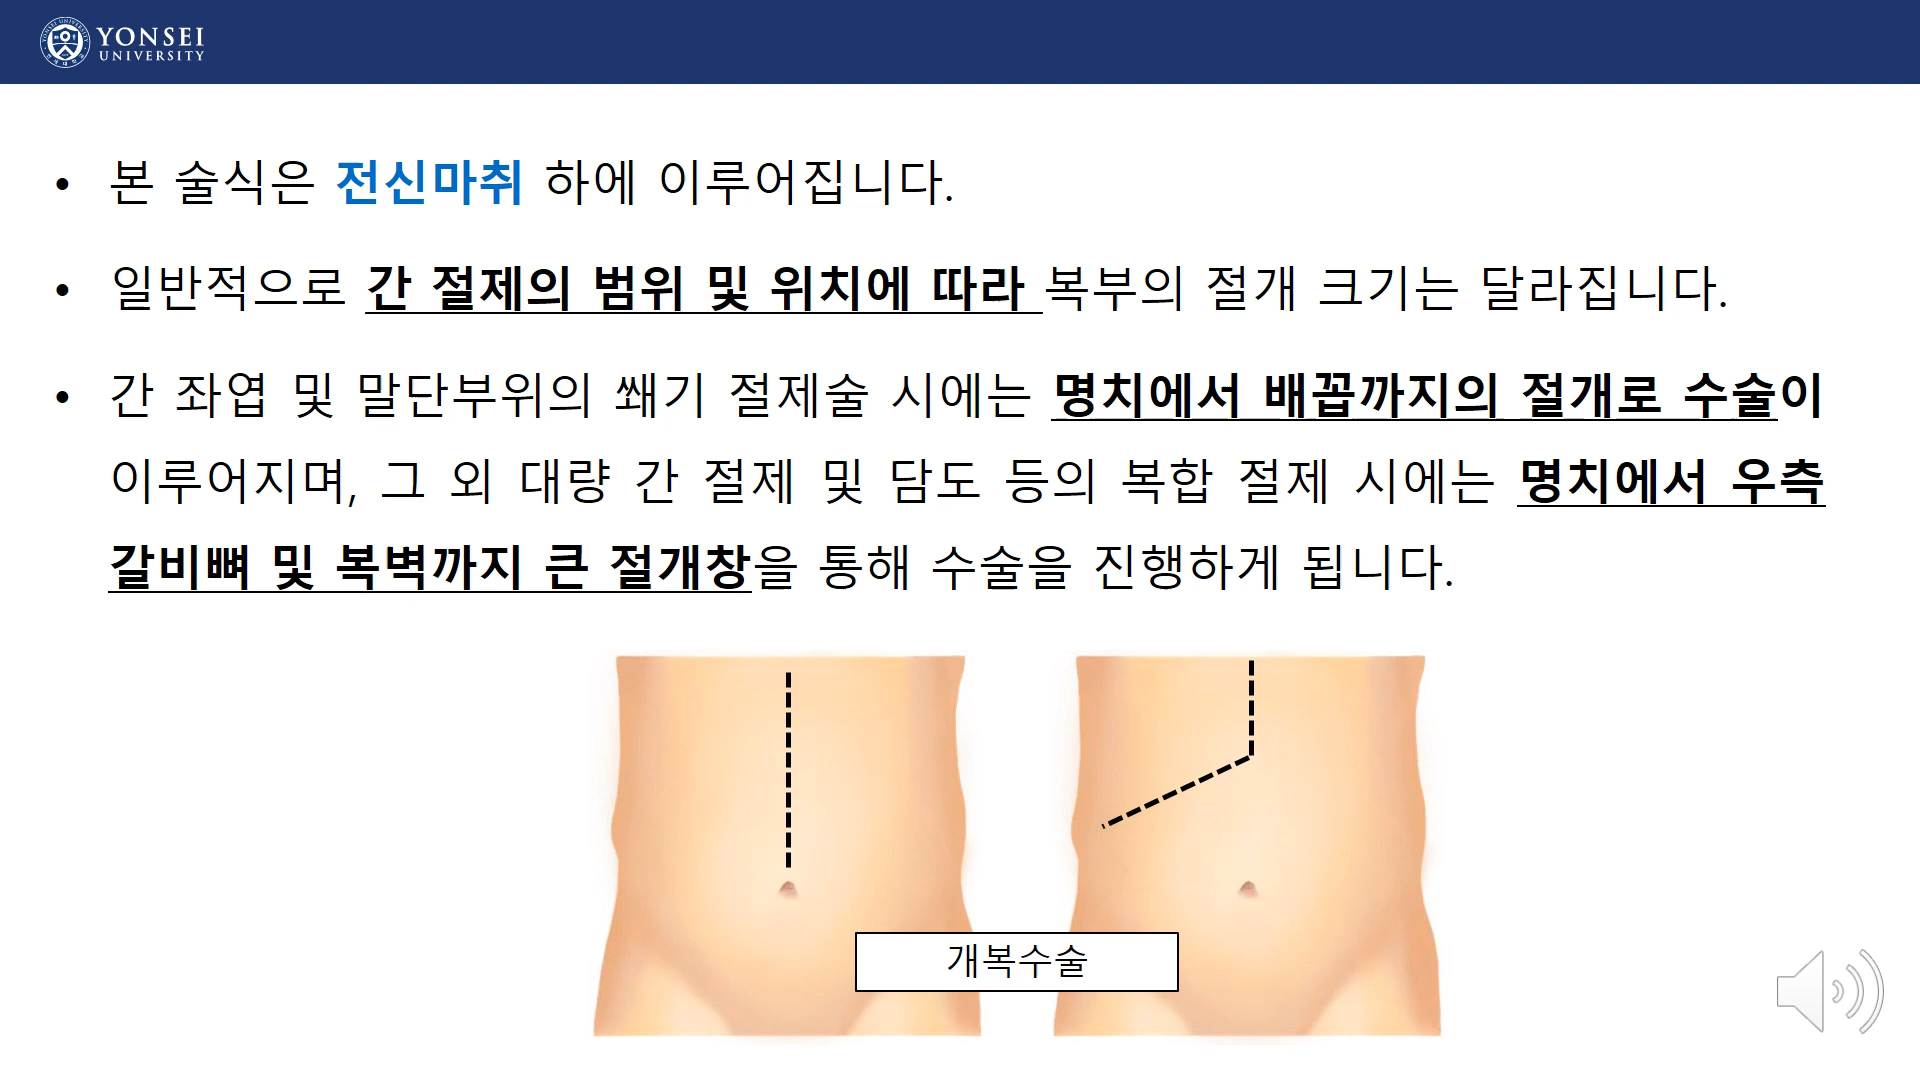 YONSEI
UNIVERSITY
• 본 술식은 전신마취 하에 이루어집니다.
• 일반적으로 간 절제의 범위 및 위치에 따라 복부의 절개 크기는 달라집니다.
• 간 좌엽 및 말단부위의 쐐기 절제술 시에는 명치에서 배꼽까지의 절개로 수술이
이루어지며, 그 외 대량 간 절제 및 담도 등의 복합 절제 시에는 명치에서 우측
갈비뼈 및 복벽까지 큰 절개창을 통해 수술을 진행하게 됩니다.
개복수술